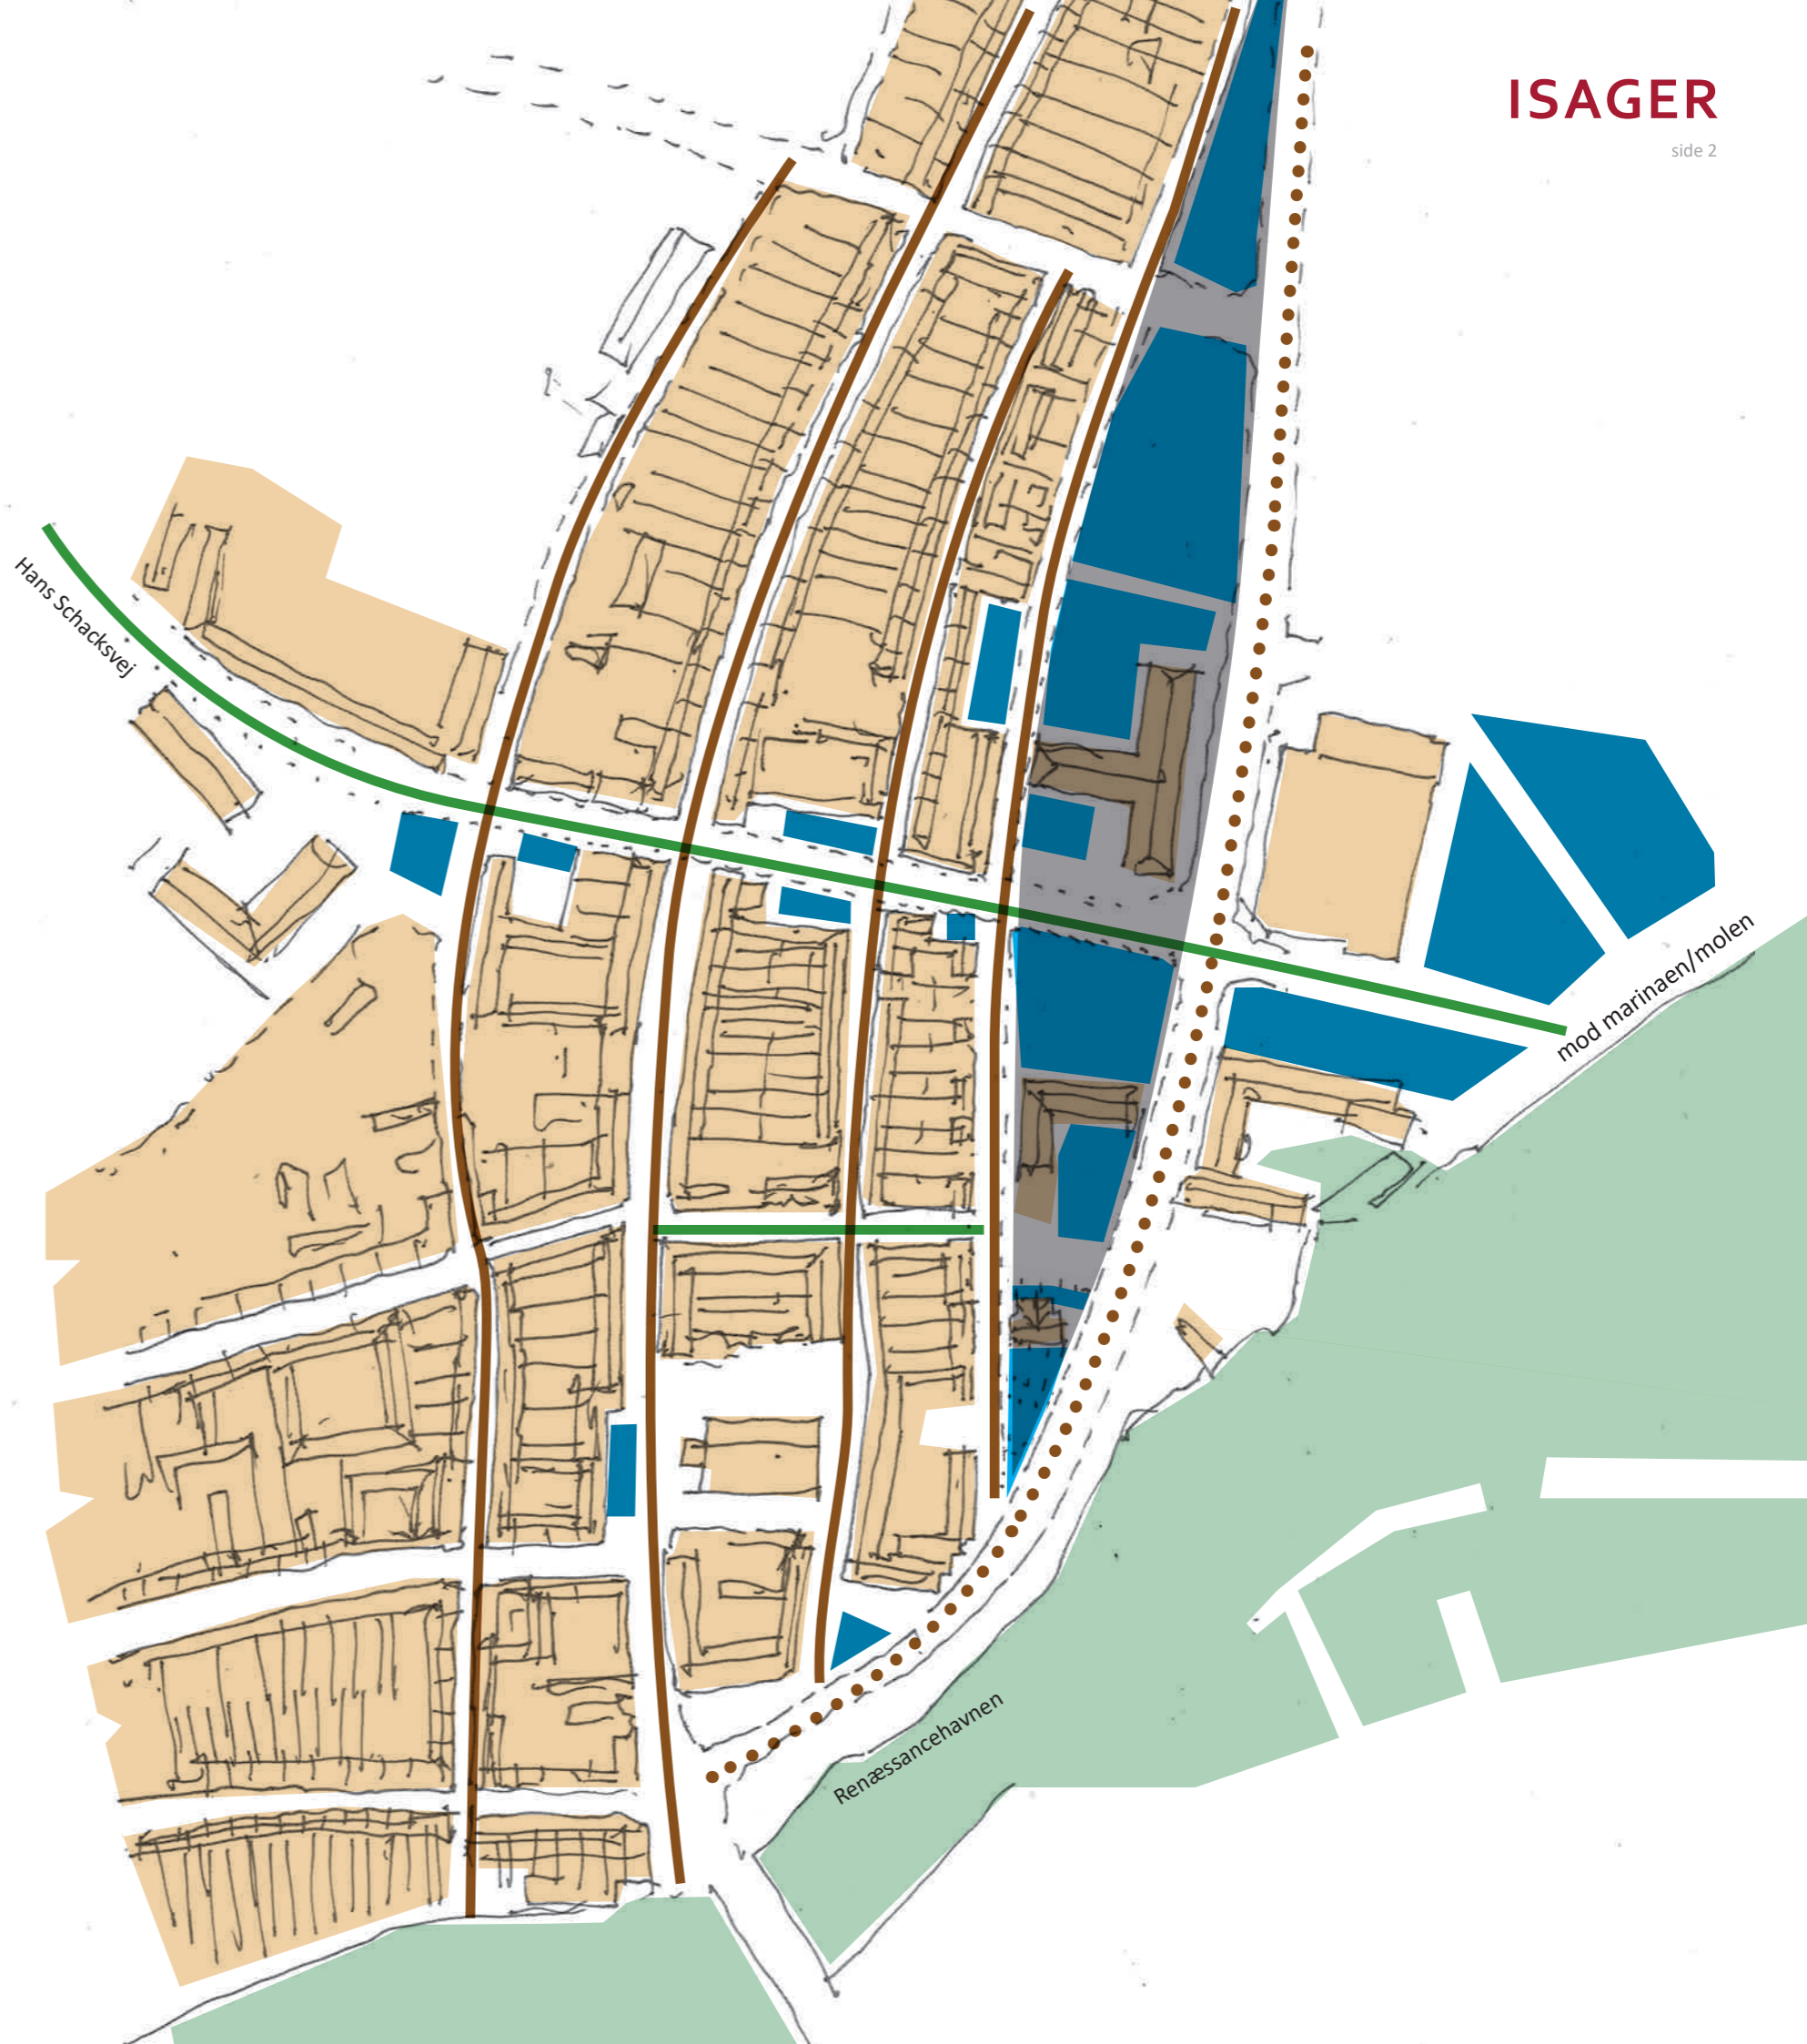 ISAGER
side 2
Hans Schacksvej
mod marinaen/molen
Renæssancehavnen